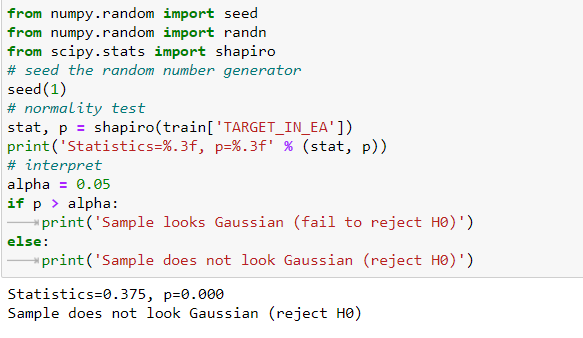 from numpy.random import seed
from numpy.random import randn
from scipy.stats import shapiro
# seed the random number generator
seed(1)
# normality test
stat, p = shapiro(train['TARGET_IN_EA'])
print('Statistics=%.3f, p=%.3f' % (stat, p))
# interpret
alpha = 0.05
if p > alpha:
print('Sample looks Gaussian (fail to reject H0)')
else:
print('Sample does not look Gaussian (reject H0)')
Statistics=0.375, p=0.000
Sample does not look Gaussian (reject H0)